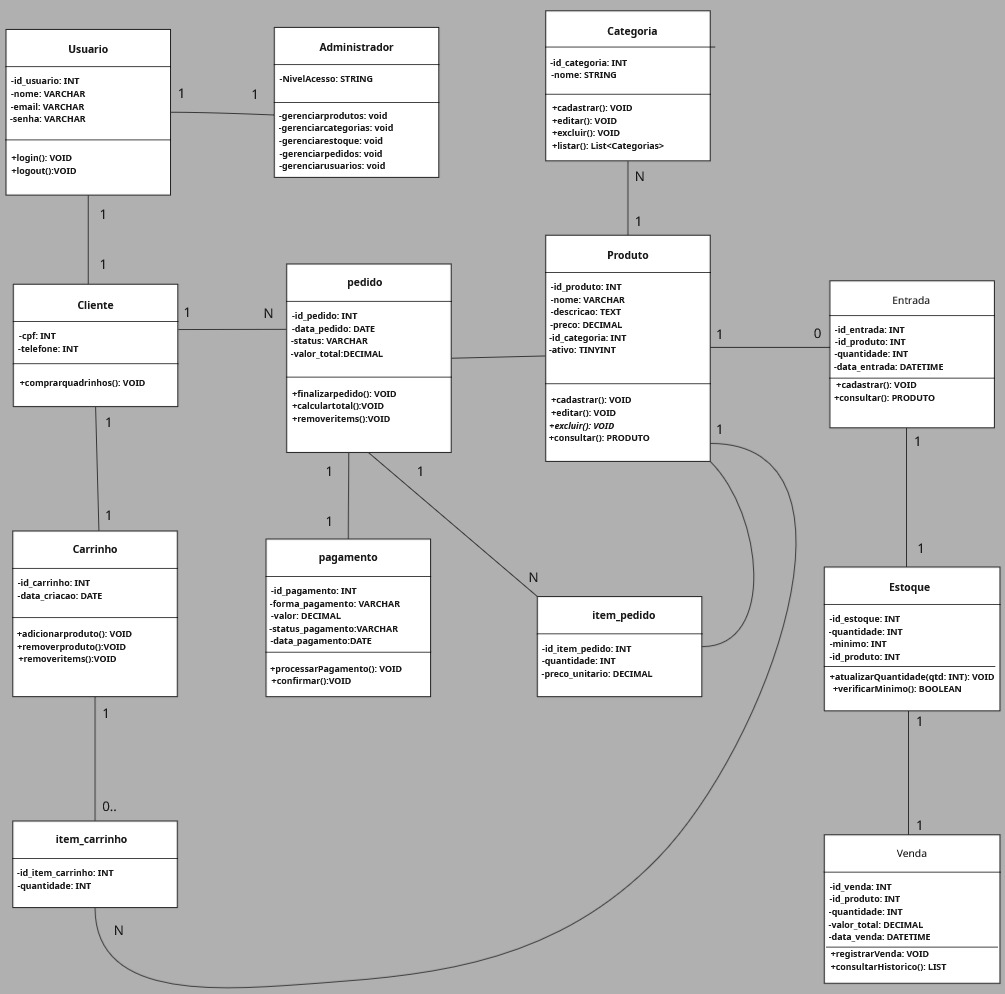 Usuario
-id_usuario: INT
-nome: VARCHAR
-email: VARCHAR
-senha: VARCHAR
+login(): VOID
+logout():VOID
1
1
Administrador
-NivelAcesso: STRING
-gerenciarprodutos: void
-gerenciarcategorias: void
-gerenciarestoque: void
-gerenciarpedidos: void
-gerenciarusuarios: void
Categoria
-id_categoria: INT
-nome: STRING
+cadastrar(): VOID
+editar(): VOID
+excluir(): VOID
+listar(): List<Categorias>
N
1
1
1
Cliente
-cpf: INT
-telefone: INT
+comprarquadrinhos(): VOID
1
N
pedido
-id_pedido: INT
-data_pedido: DATE
-status: VARCHAR
-valor_total:DECIMAL
+finalizarpedido(): VOID
+calculartotal():VOID
+removeritems():VOID
Produto
-id_produto: INT
-nome: VARCHAR
-descricao: TEXT
-preco: DECIMAL
-id_categoria: INT
-ativo: TINYINT
+cadastrar(): VOID
+editar(): VOID
+excluir(): VOID
+consultar(): PRODUTO
1
0
1
Entrada
-id_entrada: INT
-id_produto: INT
-quantidade: INT
-data_entrada: DATETIME
+cadastrar(): VOID
+consultar(): PRODUTO
1
1
1
1
Carrinho
-id_carrinho: INT
-data_criacao: DATE
+adicionarproduto(): VOID
+removerproduto():VOID
+removeritems():VOID
1
1
1
N
pagamento
-id_pagamento: INT
-forma_pagamento: VARCHAR
-valor: DECIMAL
-status_pagamento:VARCHAR
-data_pagamento:DATE
+processarPagamento(): VOID
+confirmar():VOID
item_pedido
-id_item_pedido: INT
-quantidade: INT
-preco_unitario: DECIMAL
Estoque
-id_estoque: INT
-quantidade: INT
-minimo: INT
-id_produto: INT
+atualizarQuantidade(qtd: INT): VOID
+verificarMinimo(): BOOLEAN
1
1
1
0..
item_carrinho
-id_item_carrinho: INT
-quantidade: INT
N
Venda
-id_venda: INT
-id_produto: INT
-quantidade: INT
-valor_total: DECIMAL
-data_venda: DATETIME
+registrarVenda: VOID
+consultarHistorico(): LIST